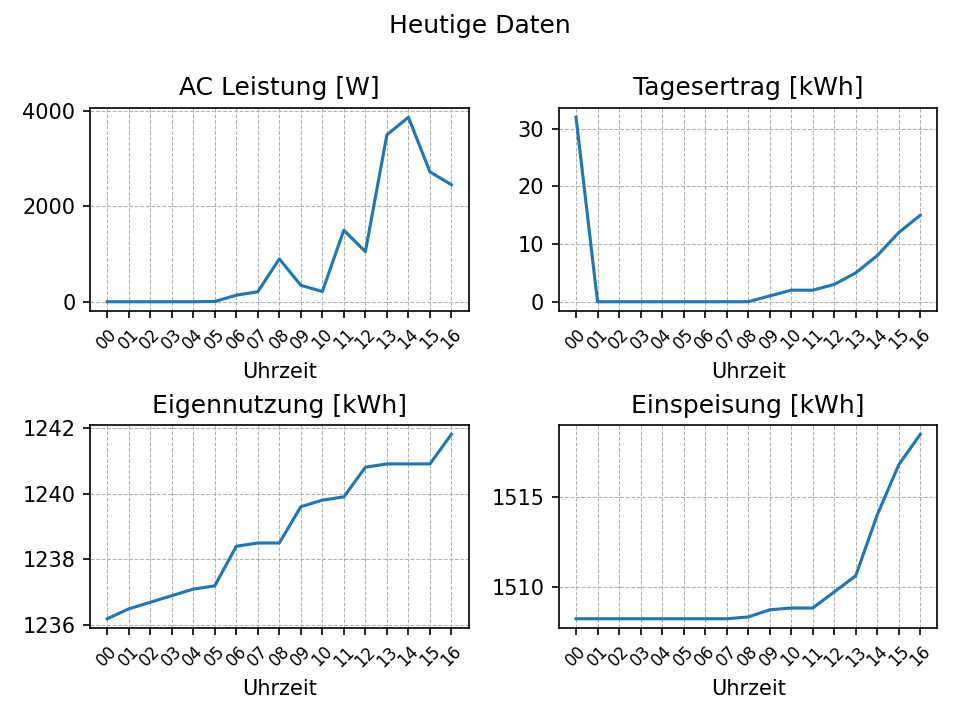 Heutige Daten
AC Leistung [W]
4000
2000
0
00 01 02 03 04 05 06 07 08 09 10 11 12 13 14 15 16
Uhrzeit
Tagesertrag [kWh]
30
20
10
0
00 01 02 03 04 05 06 07 08 09 10 11 12 13 14 15 16
Uhrzeit
Eigennutzung [kWh]
1242
1240
1238
1236
00 01 02 03 04 05 06 07 08 09 10 11 12 13 14 15 16
Uhrzeit
Einspeisung [kWh]
1515
1510
00 01 02 03 04 05 06 07 08 09 10 11 12 13 14 15 16
Uhrzeit